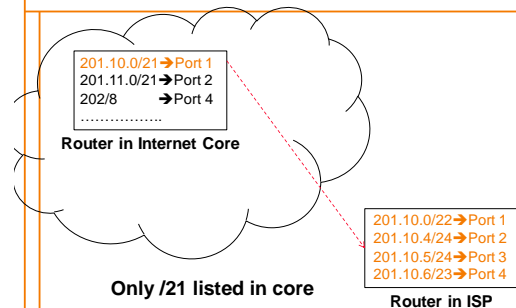 201.10.0/21➔Port 1
201.11.0/21➔Port 2
202/8 ➔Port 4
................
Router in Internet Core
201.10.0/22➔Port 1
201.10.4/24➔Port 2
201.10.5/24➔Port 3
201.10.6/23➔Port 4
Only /21 listed in core
Router in ISP